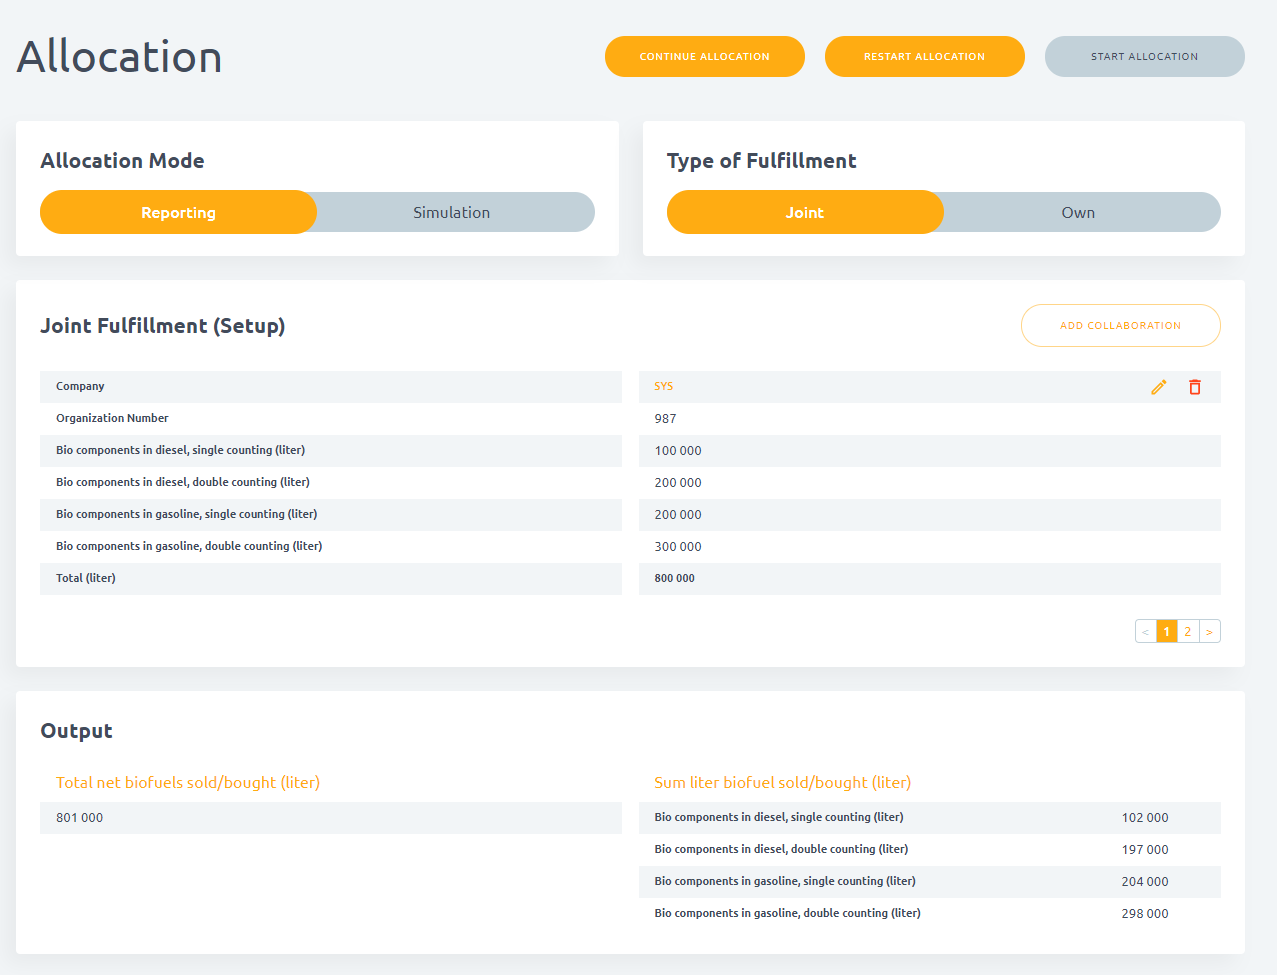 Allocation
CONTINUE ALLOCATION
RESTART ALLOCATION
START ALLOCATION
Allocation Mode
Reporting
Simulation
Type of Fulfillment
Joint
Own
Joint Fulfillment (Setup)
ADD COLLABORATION
Company SYS
Organization Number 987
Bio components in diesel, single counting (liter) 100 000
Bio components in diesel, double counting (liter) 200 000
Bio components in gasoline, single counting (liter) 200 000
Bio components in gasoline, double counting (liter) 300 000
Total (liter) 800 000
< 1 2 >
Output
Total net biofuels sold/bought (liter)
801 000
Sum liter biofuel sold/bought (liter)
Bio components in diesel, single counting (liter) 102 000
Bio components in diesel, double counting (liter) 197 000
Bio components in gasoline, single counting (liter) 204 000
Bio components in gasoline, double counting (liter) 298 000